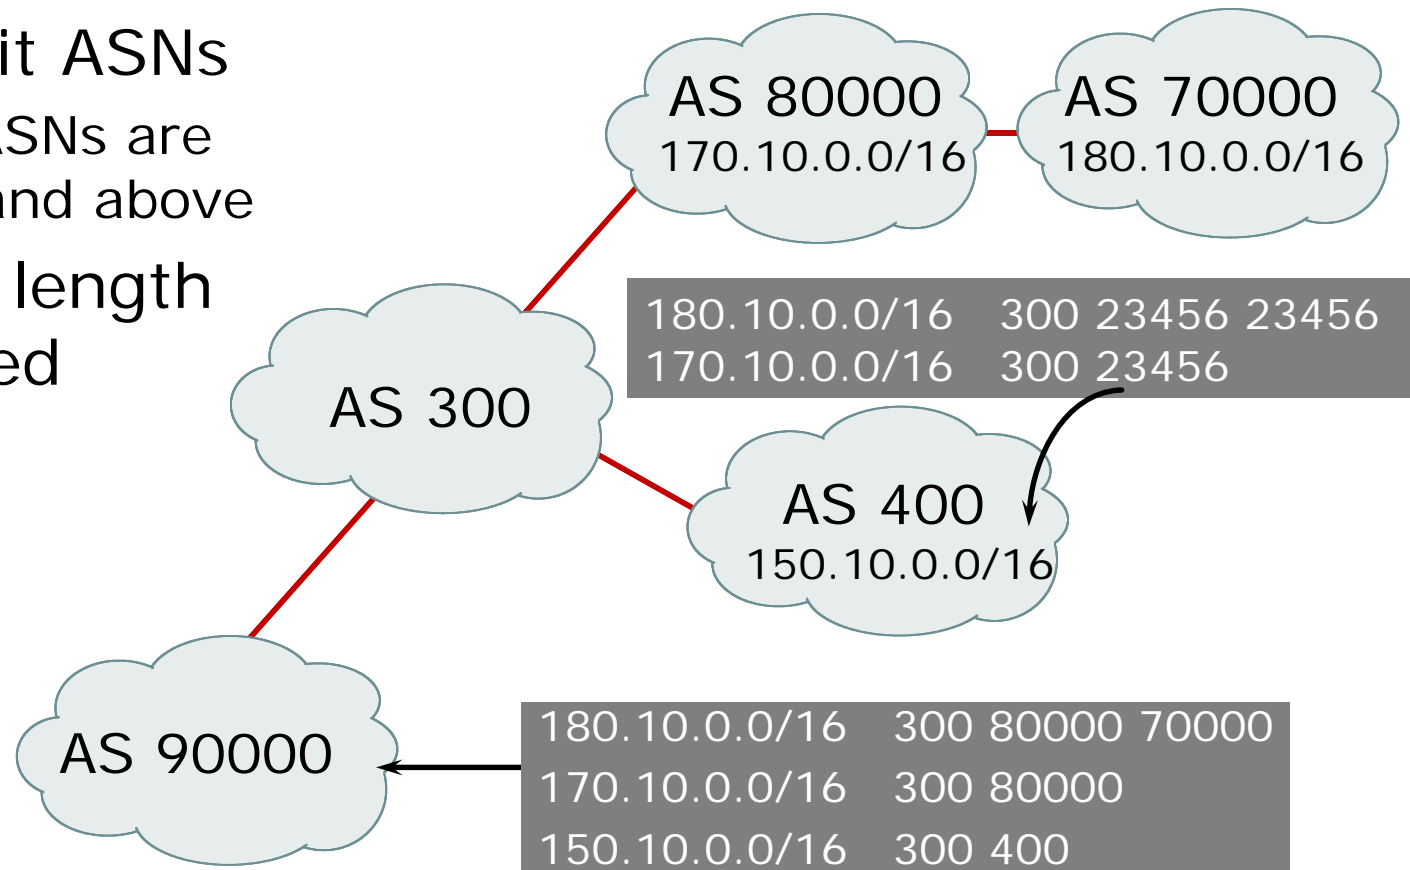 it ASNs
ASNs are
and above
length
ed
AS 80000
170.10.0.0/16
AS 70000
180.10.0.0/16
180.10.0.0/16 300 23456 23456
170.10.0.0/16 300 23456
AS 300
AS 400
150.10.0.0/16
AS 90000
180.10.0.0/16 300 80000 70000
170.10.0.0/16 300 80000
150.10.0.0/16 300 400